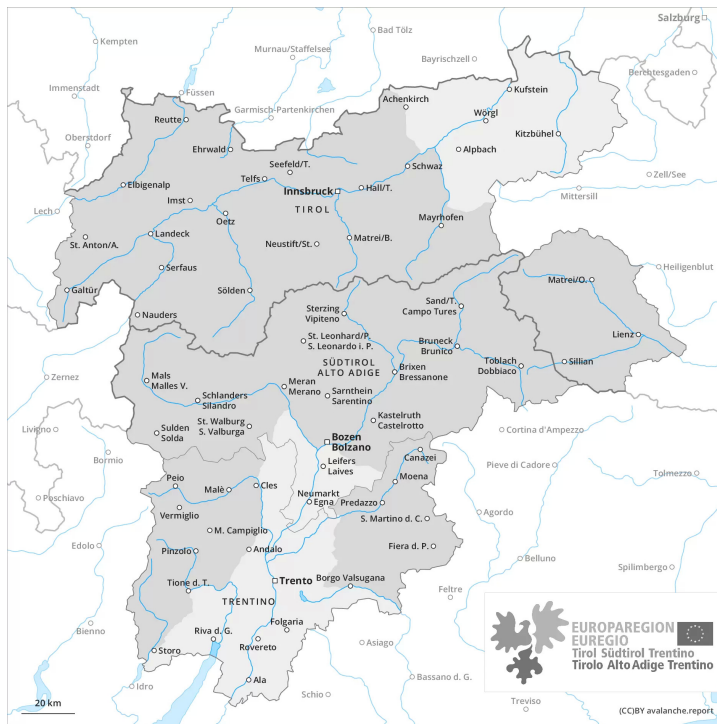 Salzburg
Bad Tölz
Kempten
Murnau/Staffelsee
Bayrischzell
Berchtesgaden
Immenstadt
Füssen
Garmisch-Partenkirchen
Achenkirch
Kufstein
Reutte
Wörgl
Oberstdorf
Ehrwald
Kitzbühel
Alpbach
Seefeld/T.
Schwaz
Telfs
Zell/See
Elbigenalp
Innsbruck
Hall/T.
Mittersill
Imst
TIROL
Lech
Oetz
Mayrhofen
Landeck
Matrei/B.
St. Anton/A.
Neustift/St.
Serfaus
Heiligenblut
Matrei/O.
Galtür
Sölden
Sand/T.
Campo Tures
Nauders
Sterzing
Vipiteno
Lienz
St. Leonhard/P.
S. Leonardo i. P.
Bruneck
Brunico
Toblach
Dobbiaco
Sillian
SÜDTIROL
ALTO ADIGE
Brixen
Bressanone
Zernez
Mals
Malles V.
Meran
Merano
Sarnthein
Sarentino
Schlanders
Silandro
St. Walburg
S. Valburga
Kastelruth
Castelrotto
Livigno
Sulden
Solda
Cortina d'Ampezzo
Bozen
Bolzano
Bormio
Canazei
Leifers
Laives
Pieve di Cadore
Tolmezzo
Peio
Moena
Malè
Cles
Neumarkt
Egna
Poschiavo
Predazzo
Vermiglio
Agordo
S. Martino d. C.
M. Campiglio
Edolo
Pinzolo
Andalo
Fiera d. P.
Belluno
Spilimbergo
Trento
Borgo Valsugana
Tione d. T.
Feltre
TRENTINO
Folgaria
Bienno
Riva d. G.
Rovereto
Asiago
Storo
Ala
Bassano d. G.
Idro
Schio
Treviso
EUROPAREGION
EUREGIO
Tirol Südtirol Trentino
Tirolo Alto Adige Trentino
20 km
(CC)BY avalanche.report